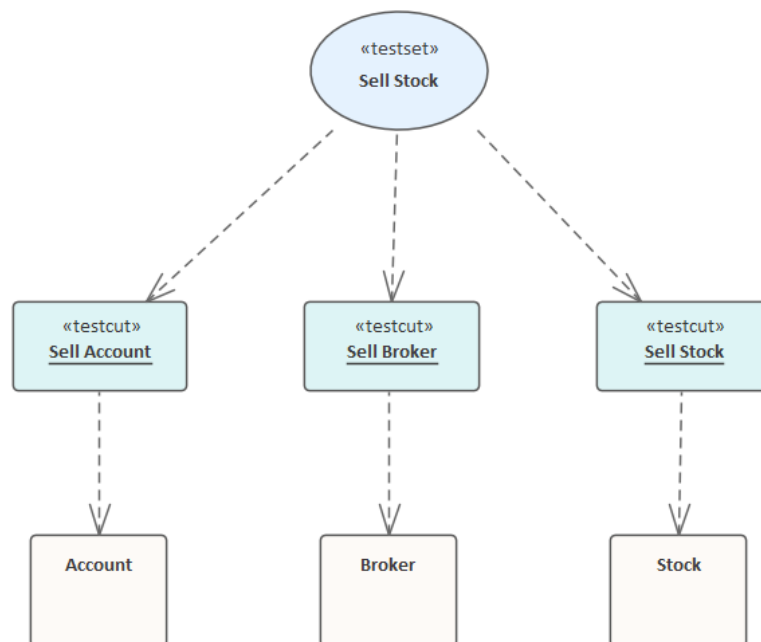 «testset»
Sell Stock
«testcut»
Sell Account
«testcut»
Sell Broker
«testcut»
Sell Stock
Account
Broker
Stock